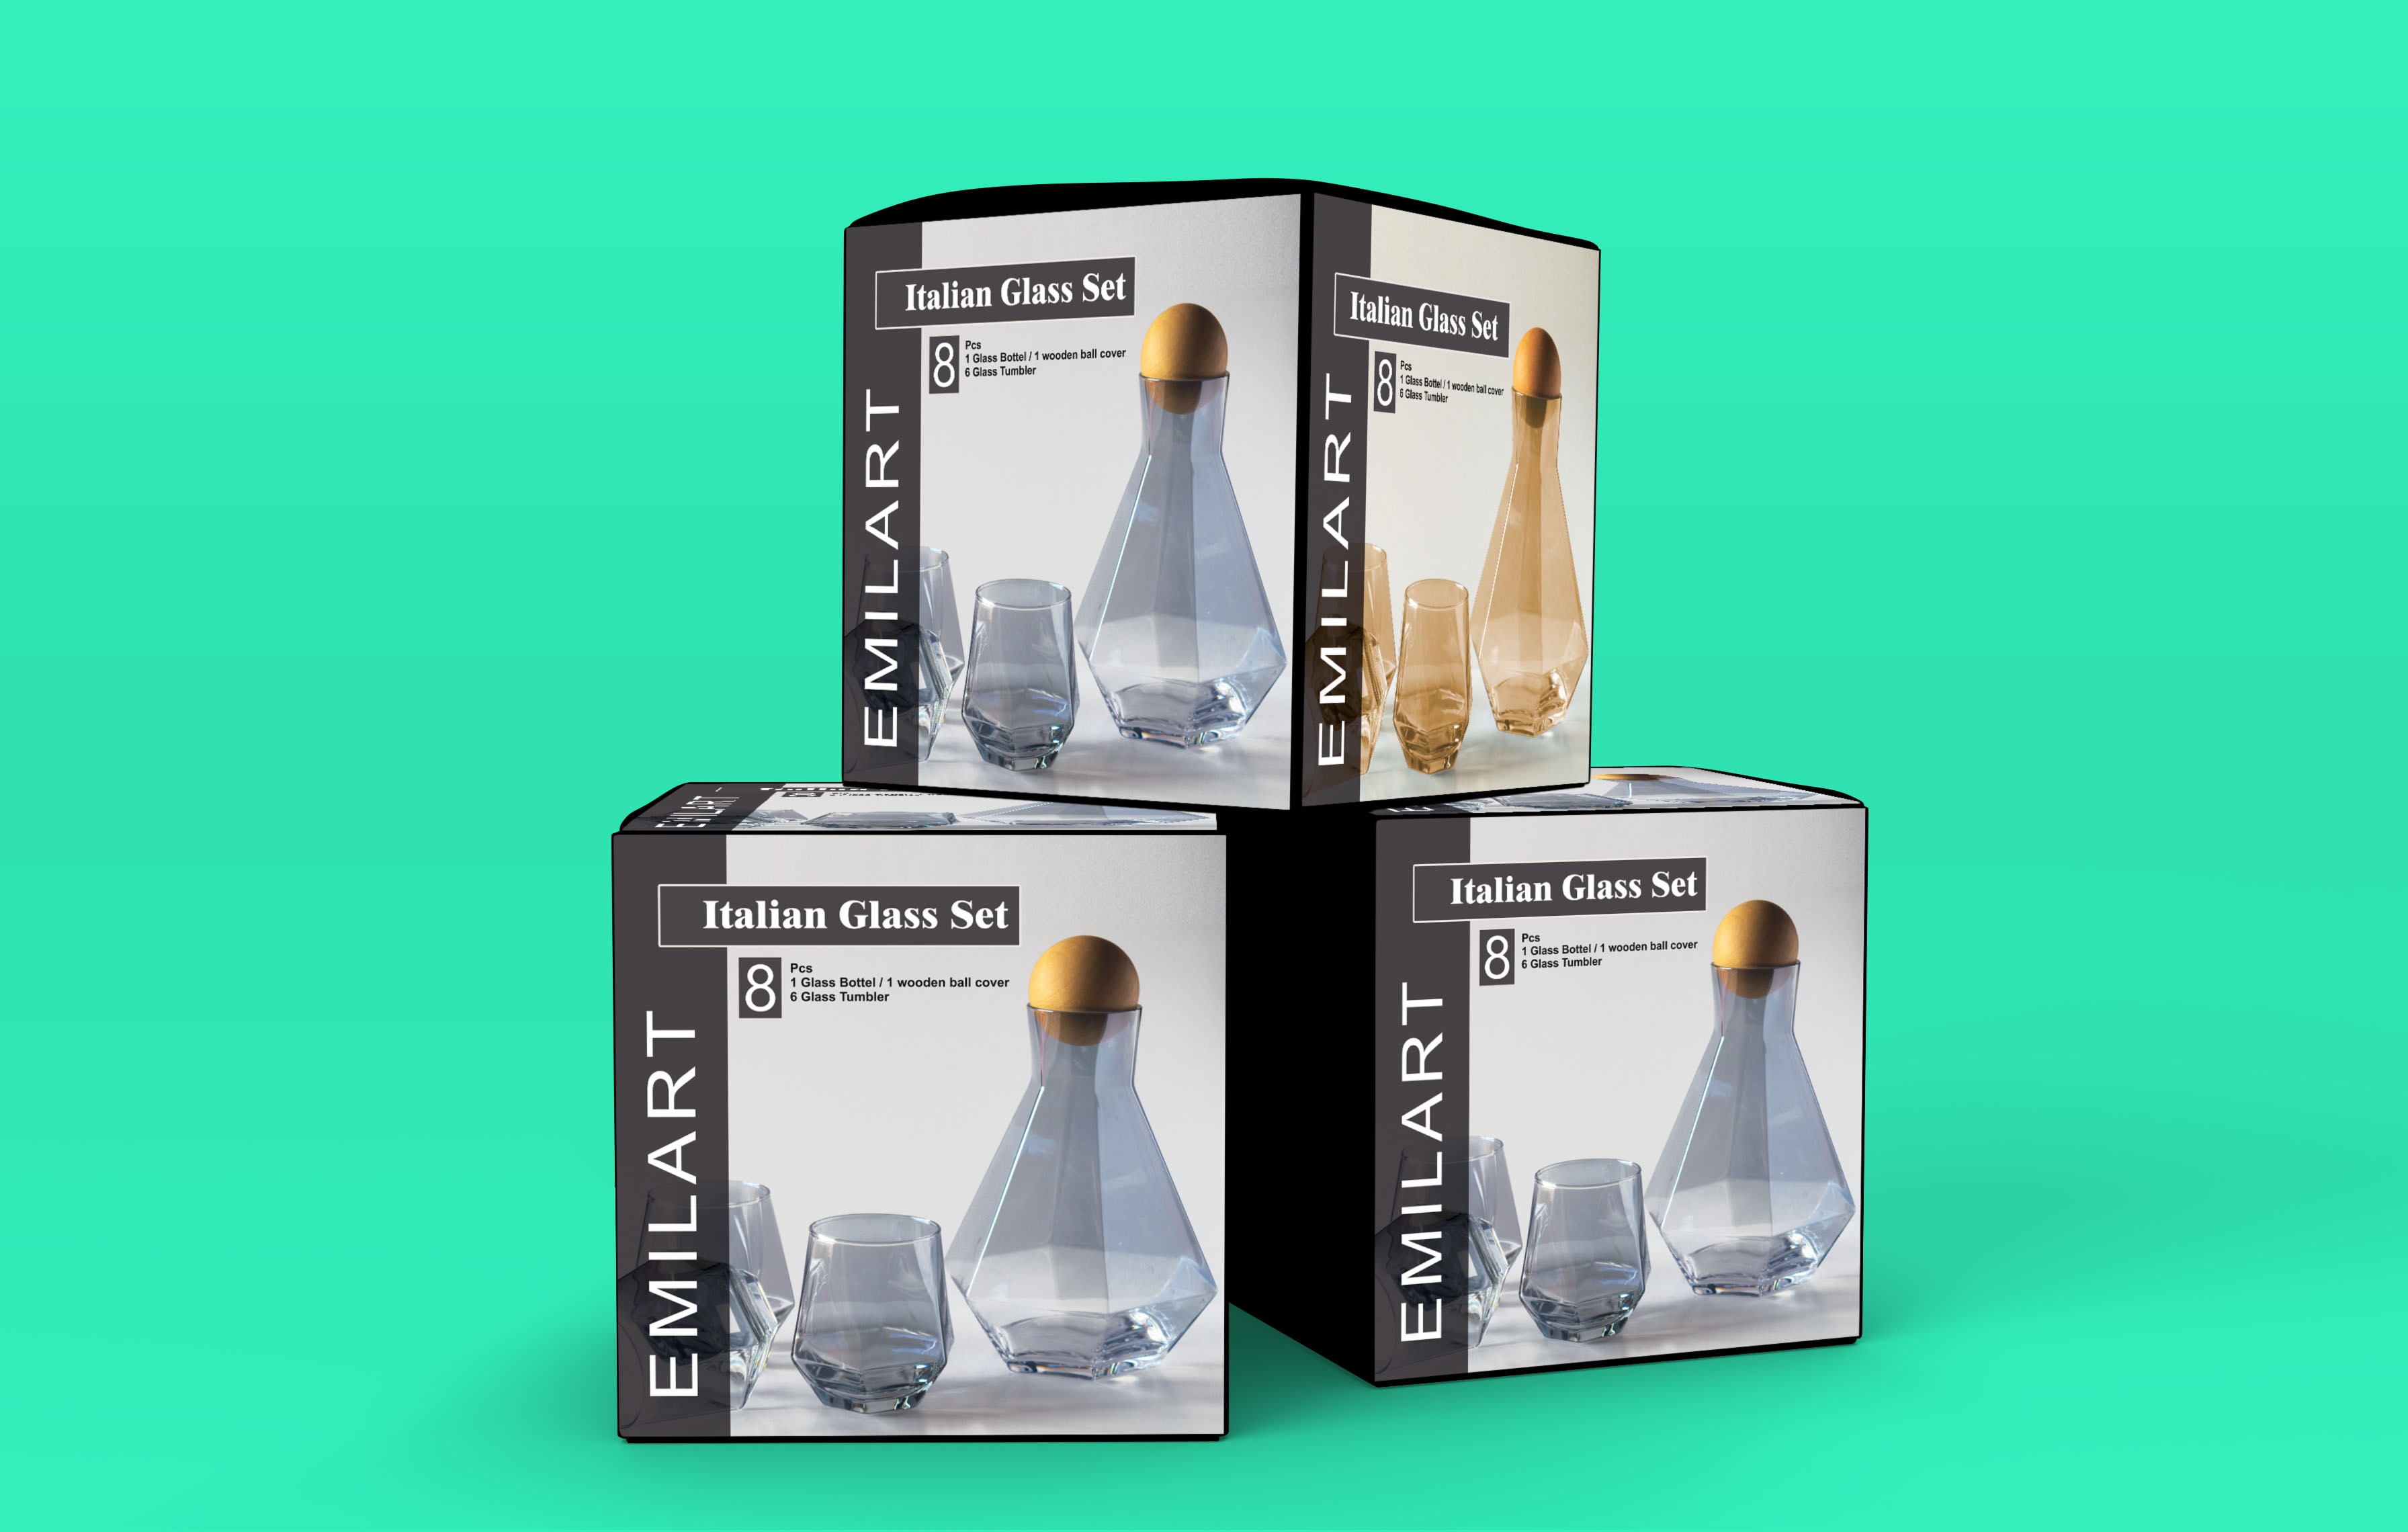 Italian Glass Set
8
Pcs
1 Glass Bottel / 1 wooden ball cover
6 Glass Tumbler
EMILART
Italian Glass Set
8
Pcs
1 Glass Bottel / 1 wooden ball cover
6 Glass Tumbler
EMILART
EMILART
Italian Glass Set
8
Pcs
1 Glass Bottel / 1 wooden ball cover
6 Glass Tumbler
EMILART
Italian Glass Set
8
Pcs
1 Glass Bottel / 1 wooden ball cover
6 Glass Tumbler
EMILART